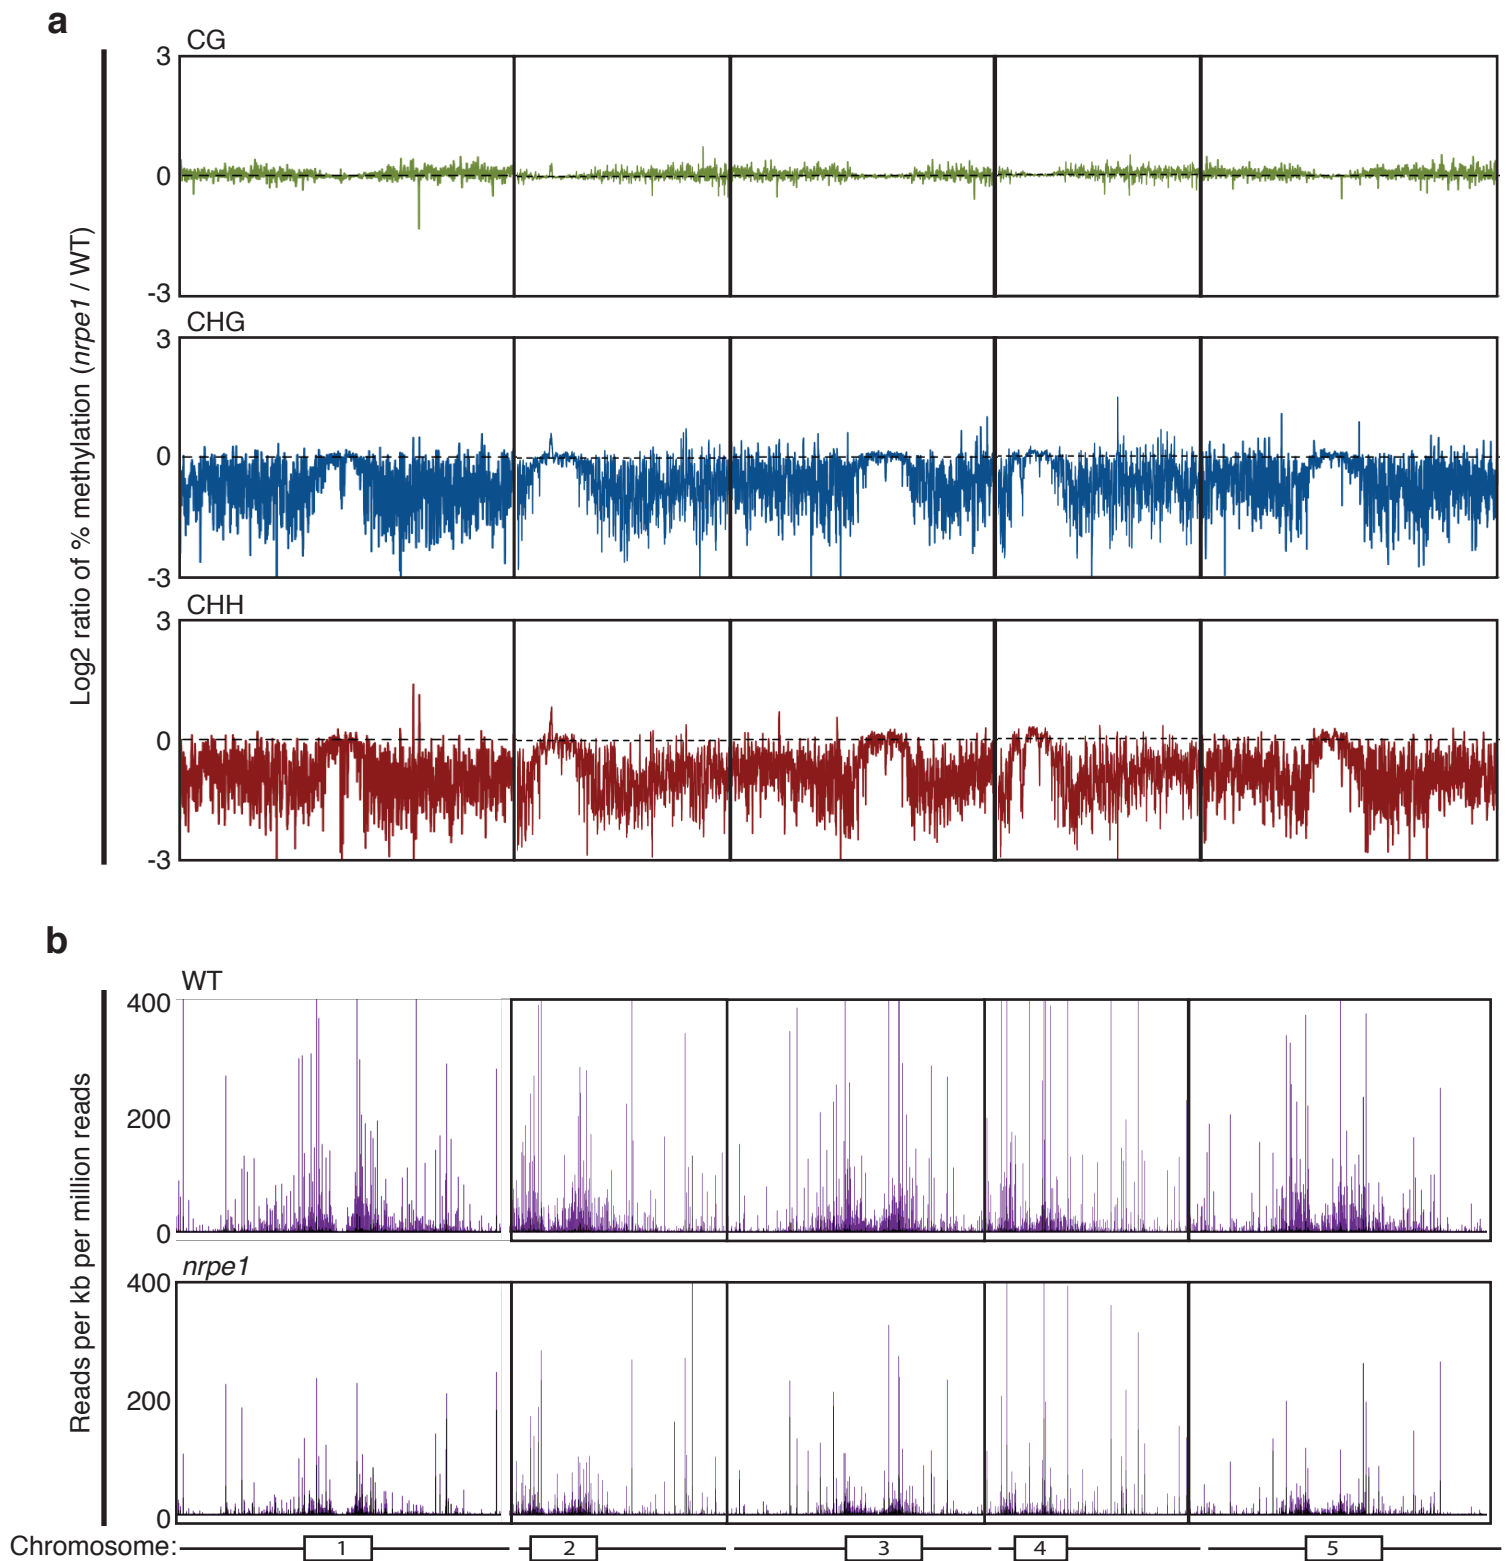 a
CG
3
0
-3
CHG
3
0
-3
CHH
3
0
-3
Log2 ratio of % methylation (nrpe1 / WT)
b
WT
400
200
0
nrpe1
400
200
0
Reads per kb per million reads
Chromosome: 1 2 3 4 5